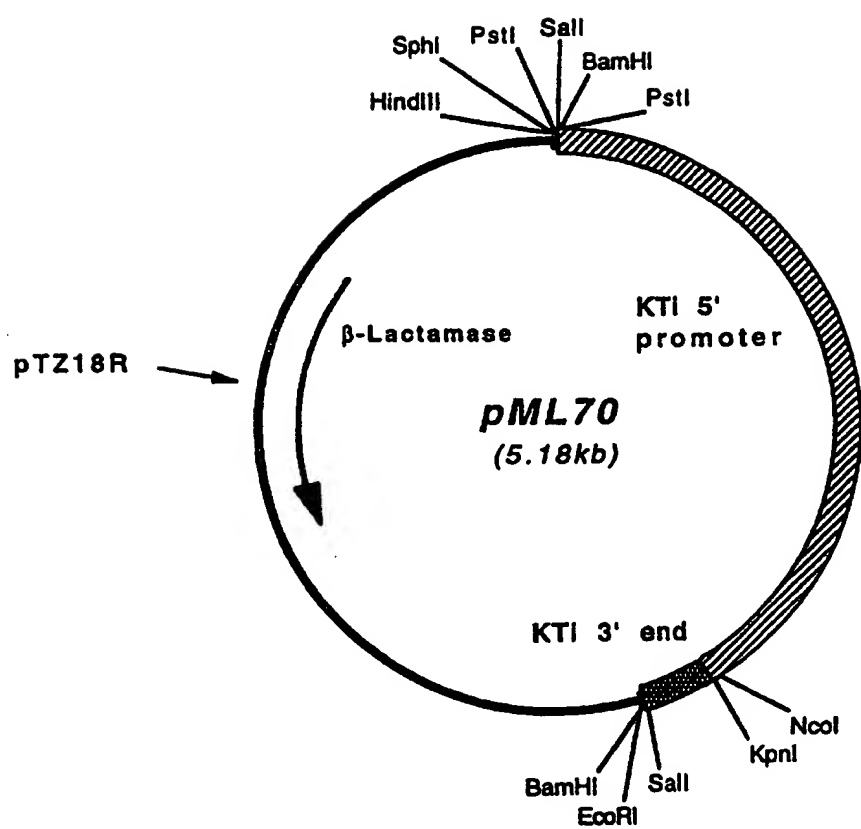 SalI
PstI
SphI
BamHI
HindIII
PstI
KTi 5'
promoter
β-Lactamase
pTZ18R
pML70
(5.18kb)
KTi 3' end
NcoI
KpnI
BamHI
SalI
EcoRI